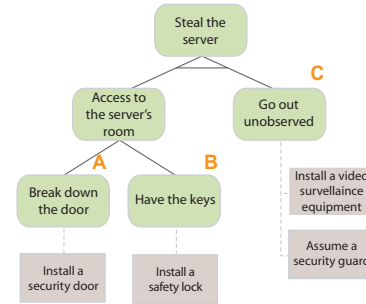 Steal the
server
C
Access to
the server's
room
Go out
unobserved
A
B
Break down
the door
Have the keys
Install a video
survellaince
equipment
Install a
security door
Install a
safety lock
Assume a
security guard